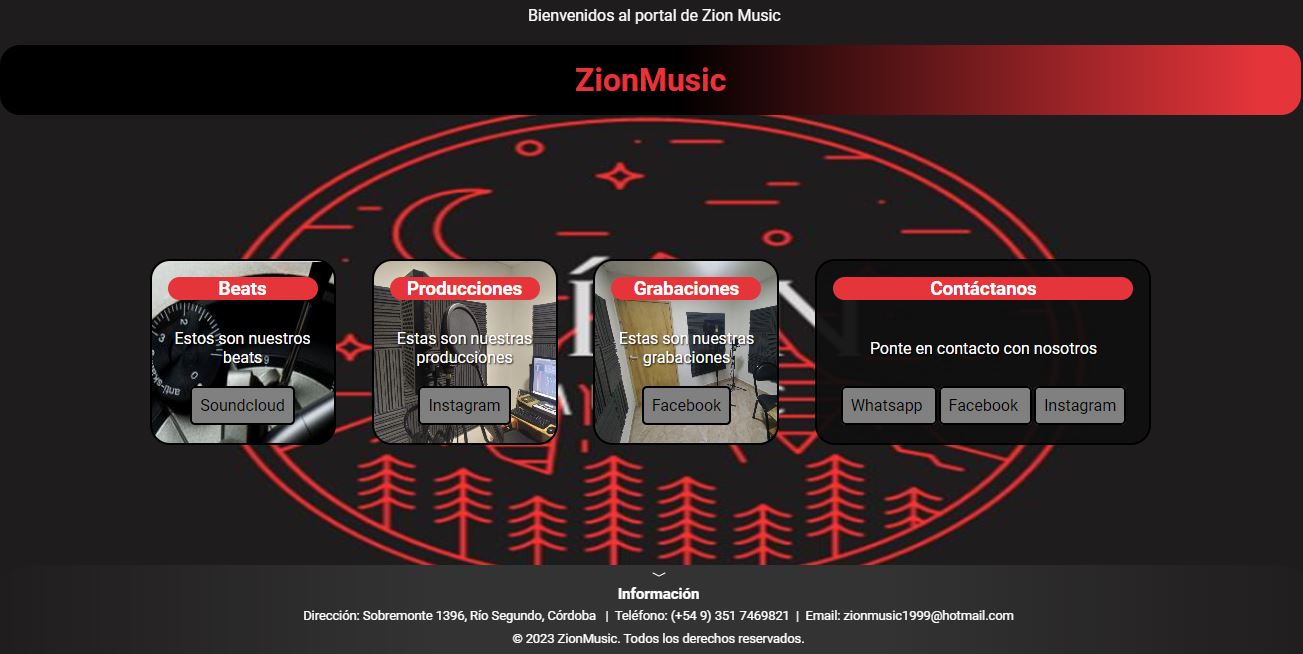 Bienvenidos al portal de Zion Music
ZionMusic
Beats
Estos son nuestros
beats
Soundcloud
Producciones
Estas son nuestras
producciones
Instagram
Grabaciones
Estas son nuestras
grabaciones
Facebook
Contáctanos
Ponte en contacto con nosotros
Whatsapp Facebook Instagram
Información
Dirección: Sobremonte 1396, Río Segundo, Córdoba | Teléfono: (+54 9) 351 7469821 | Email: zionmusic1999@hotmail.com
© 2023 ZionMusic. Todos los derechos reservados.